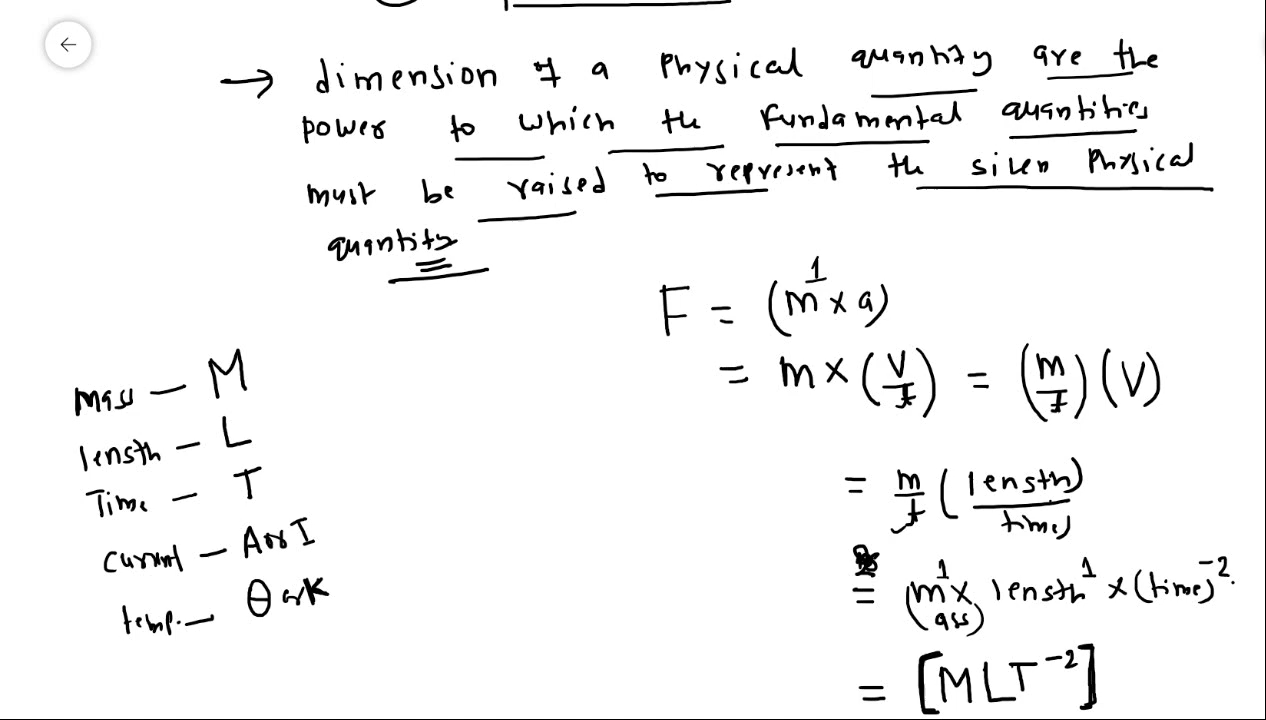 → dimension of a Physical quantity are the
power to which the Fundamental quantities
must be raised to represent the given Physical
quantity
F = (m¹ × a)
= m × (V/t) = (m/t) (V)
= m/t (length/time)
= (mass)¹ × length¹ × (time)⁻².
= [MLT⁻²]
mass — M
length — L
Time — T
Current — A or I
temp. — θ or K